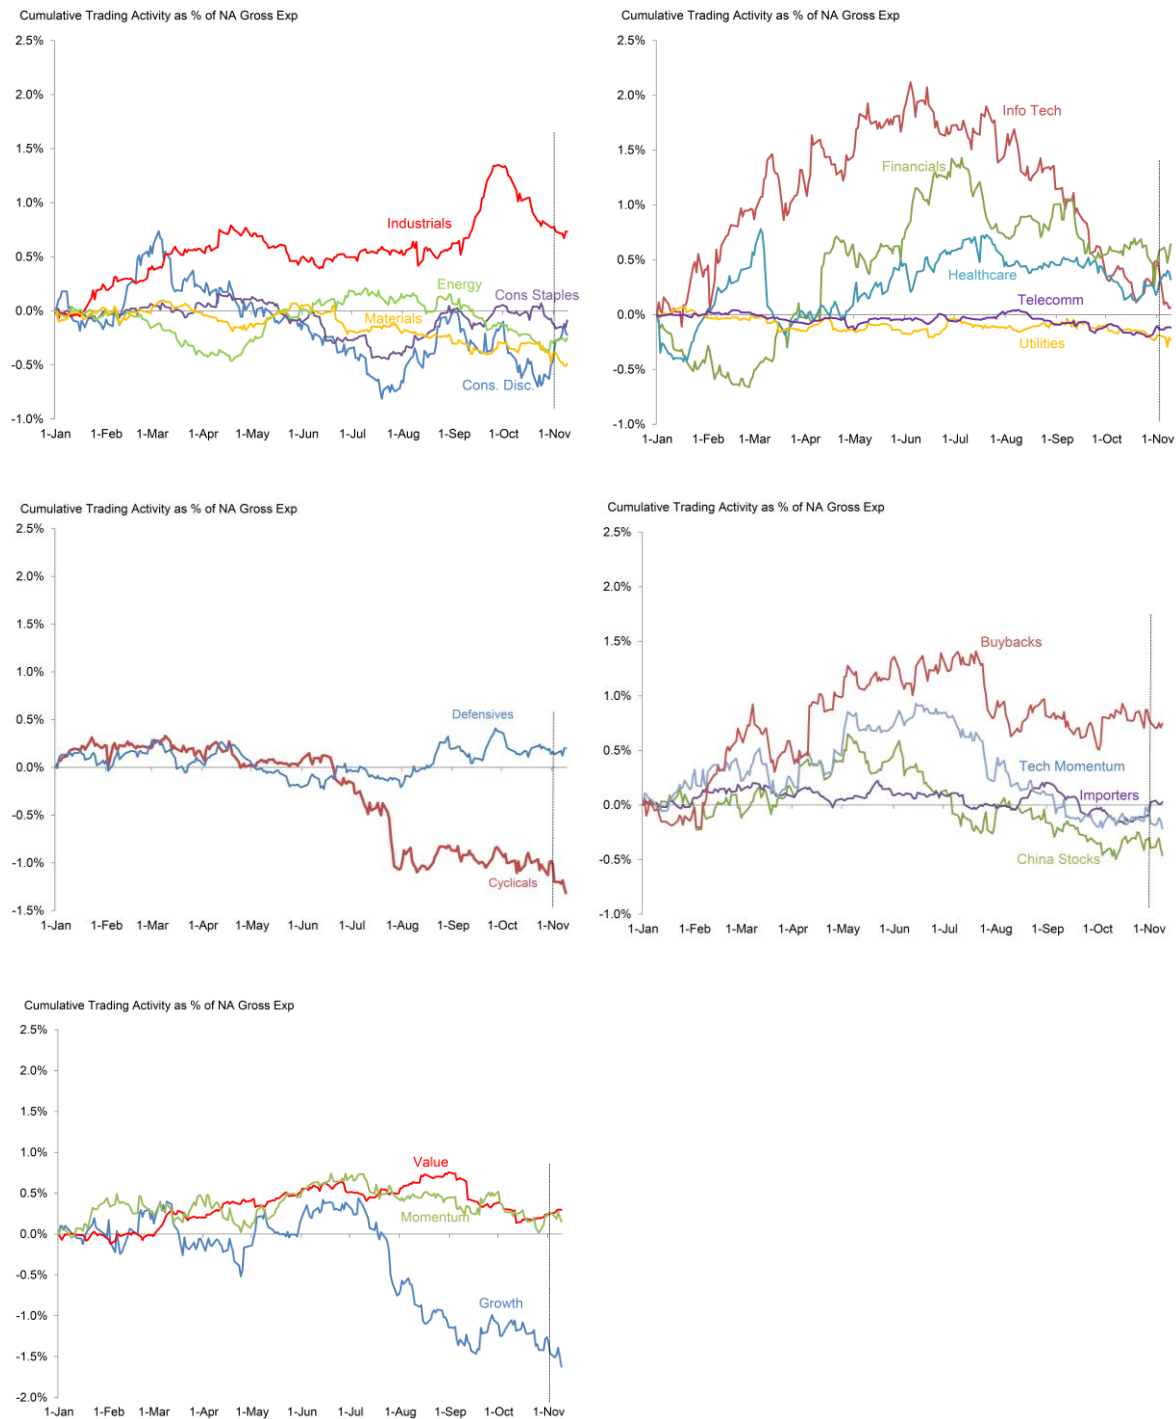 Cumulative Trading Activity as % of NA Gross Exp
2.5%
2.0%
1.5%
1.0%
0.5%
0.0%
-0.5%
-1.0%
Industrials
Energy
Cons Staples
Materials
Cons. Disc.
1-Jan 1-Feb 1-Mar 1-Apr 1-May 1-Jun 1-Jul 1-Aug 1-Sep 1-Oct 1-Nov
Cumulative Trading Activity as % of NA Gross Exp
2.5%
2.0%
1.5%
1.0%
0.5%
0.0%
-0.5%
-1.0%
Info Tech
Financials
Healthcare
Telecomm
Utilities
1-Jan 1-Feb 1-Mar 1-Apr 1-May 1-Jun 1-Jul 1-Aug 1-Sep 1-Oct 1-Nov
Cumulative Trading Activity as % of NA Gross Exp
2.5%
2.0%
1.5%
1.0%
0.5%
0.0%
-0.5%
-1.0%
-1.5%
Defensives
Cyclicals
1-Jan 1-Feb 1-Mar 1-Apr 1-May 1-Jun 1-Jul 1-Aug 1-Sep 1-Oct 1-Nov
Cumulative Trading Activity as % of NA Gross Exp
2.5%
2.0%
1.5%
1.0%
0.5%
0.0%
-0.5%
-1.0%
Buybacks
Tech Momentum
Importers
China Stocks
1-Jan 1-Feb 1-Mar 1-Apr 1-May 1-Jun 1-Jul 1-Aug 1-Sep 1-Oct 1-Nov
Cumulative Trading Activity as % of NA Gross Exp
2.5%
2.0%
1.5%
1.0%
0.5%
0.0%
-0.5%
-1.0%
-1.5%
-2.0%
Value
Momentum
Growth
1-Jan 1-Feb 1-Mar 1-Apr 1-May 1-Jun 1-Jul 1-Aug 1-Sep 1-Oct 1-Nov